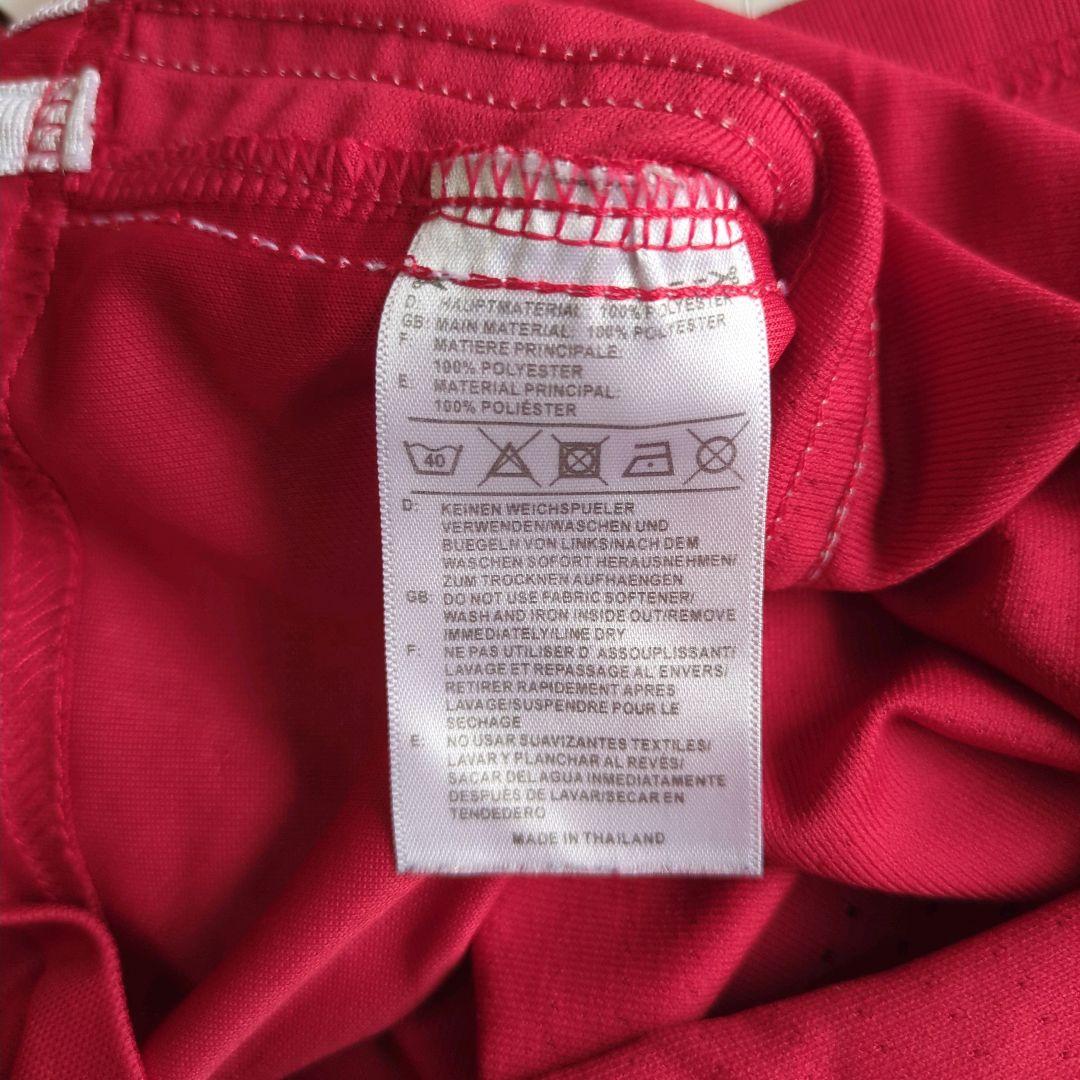 D: HAUPTMATERIAL 100% POLYESTER
GB: MAIN MATERIAL 100% POLYESTER
F: MATIERE PRINCIPALE:
100% POLYESTER
E: MATERIAL PRINCIPAL:
100% POLIÉSTER
40
D: KEINEN WEICHSPUELER
VERWENDEN/WASCHEN UND
BUEGELN VON LINKS/NACH DEM
WASCHEN SOFORT HERAUSNEHMEN/
ZUM TROCKNEN AUFHAENGEN
GB: DO NOT USE FABRIC SOFTENER/
WASH AND IRON INSIDE OUT/REMOVE
IMMEDIATELY/LINE DRY
F: NE PAS UTILISER D' ASSOUPLISSANT/
LAVAGE ET REPASSAGE AL ENVERS/
RETIRER RAPIDEMENT APRES
LAVAGE/SUSPENDRE POUR LE
SECHAGE
E: NO USAR SUAVIZANTES TEXTILES/
LAVAR Y PLANCHAR AL REVÉS/
SACAR DEL AGUA INMEDIATAMENTE
DESPUÉS DE LAVAR/SECAR EN
TENDEDERO
MADE IN THAILAND